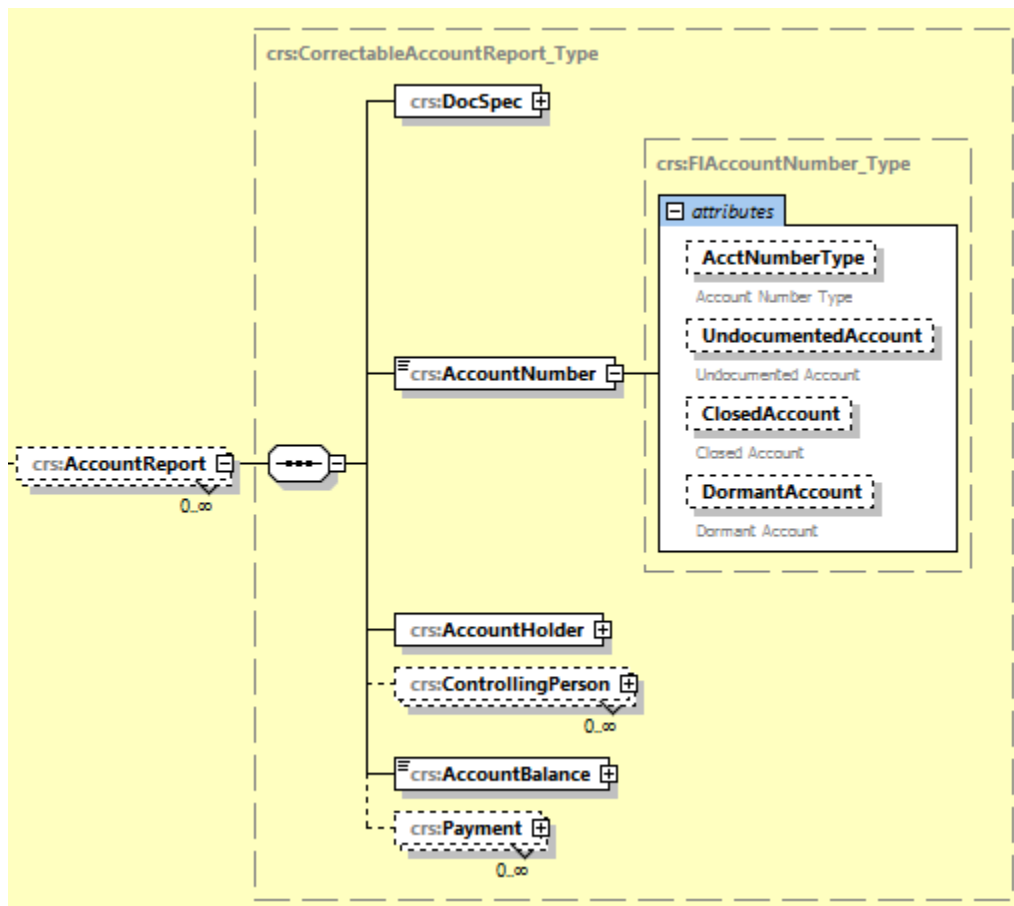 crs:CorrectableAccountReport_Type
crs:DocSpec
crs:FIAccountNumber_Type
attributes
AcctNumberType
Account Number Type
UndocumentedAccount
Undocumented Account
crs:AccountNumber
ClosedAccount
Closed Account
crs:AccountReport
0..∞
DormantAccount
Dormant Account
crs:AccountHolder
crs:ControllingPerson
0..∞
crs:AccountBalance
crs:Payment
0..∞